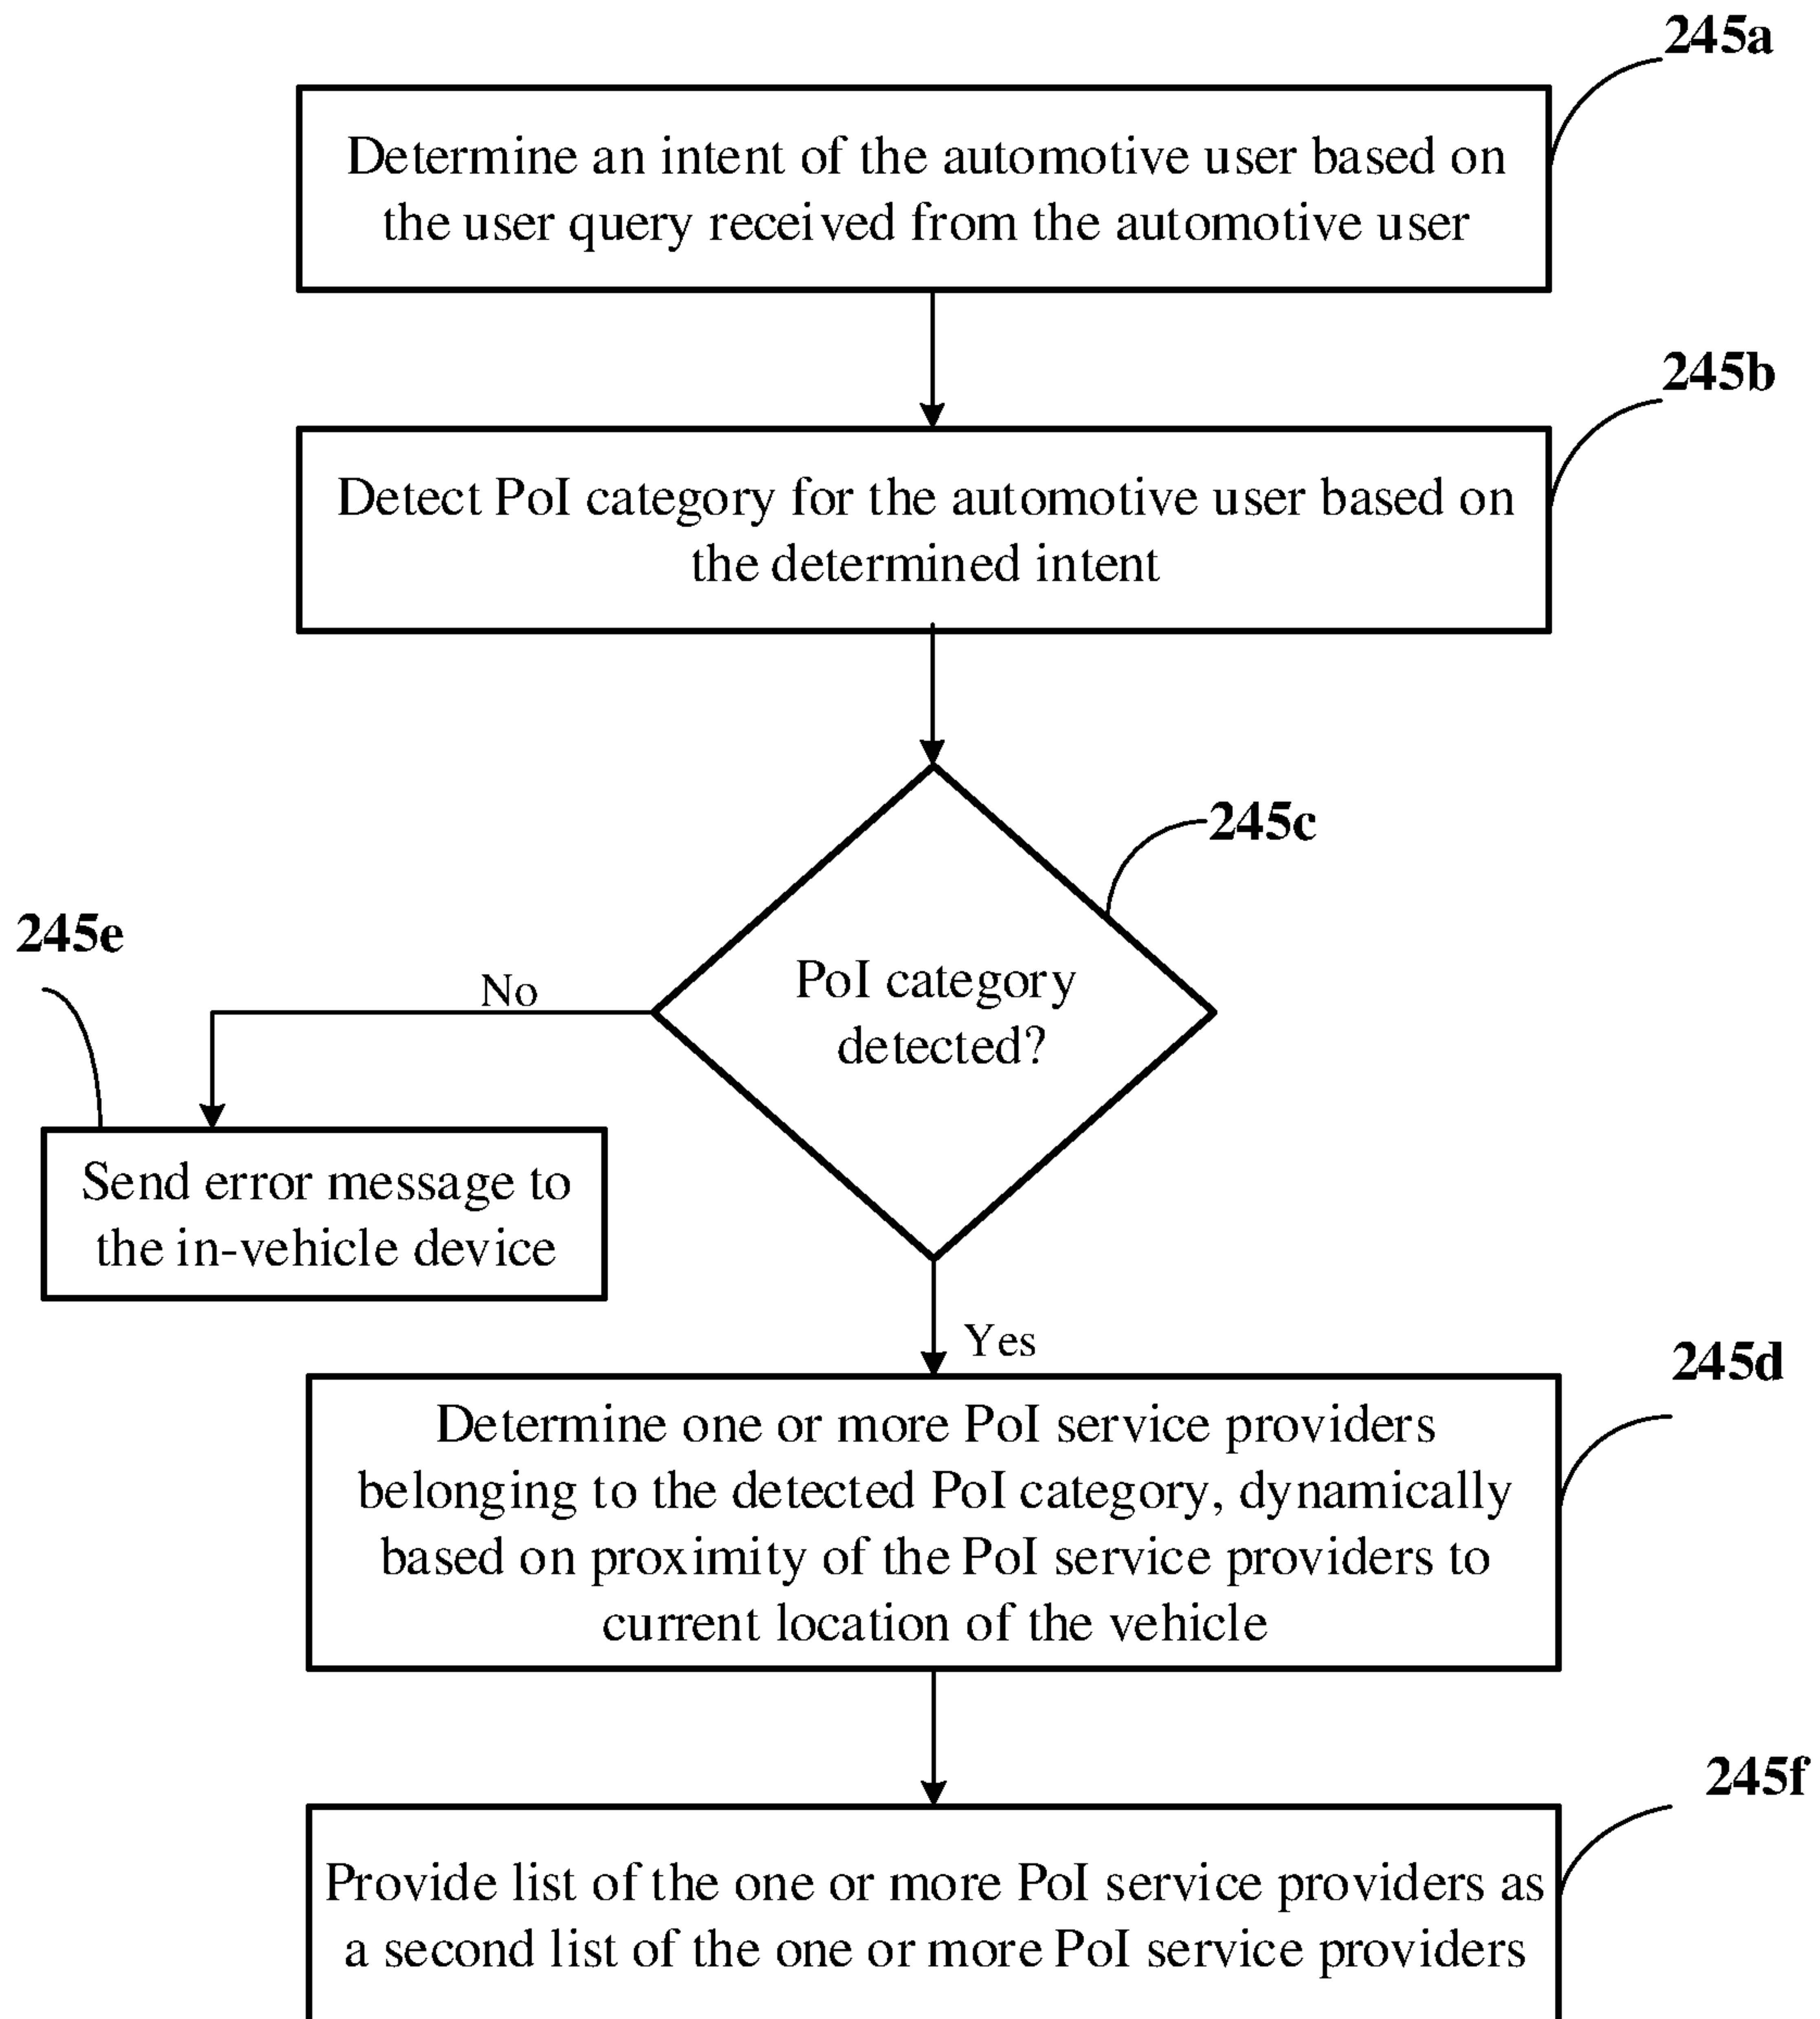 245a
Determine an intent of the automotive user based on
the user query received from the automotive user
245b
Detect PoI category for the automotive user based on
the determined intent
245c
PoI category
detected?
245e
No
Send error message to
the in-vehicle device
Yes
245d
Determine one or more PoI service providers
belonging to the detected PoI category, dynamically
based on proximity of the PoI service providers to
current location of the vehicle
245f
Provide list of the one or more PoI service providers as
a second list of the one or more PoI service providers